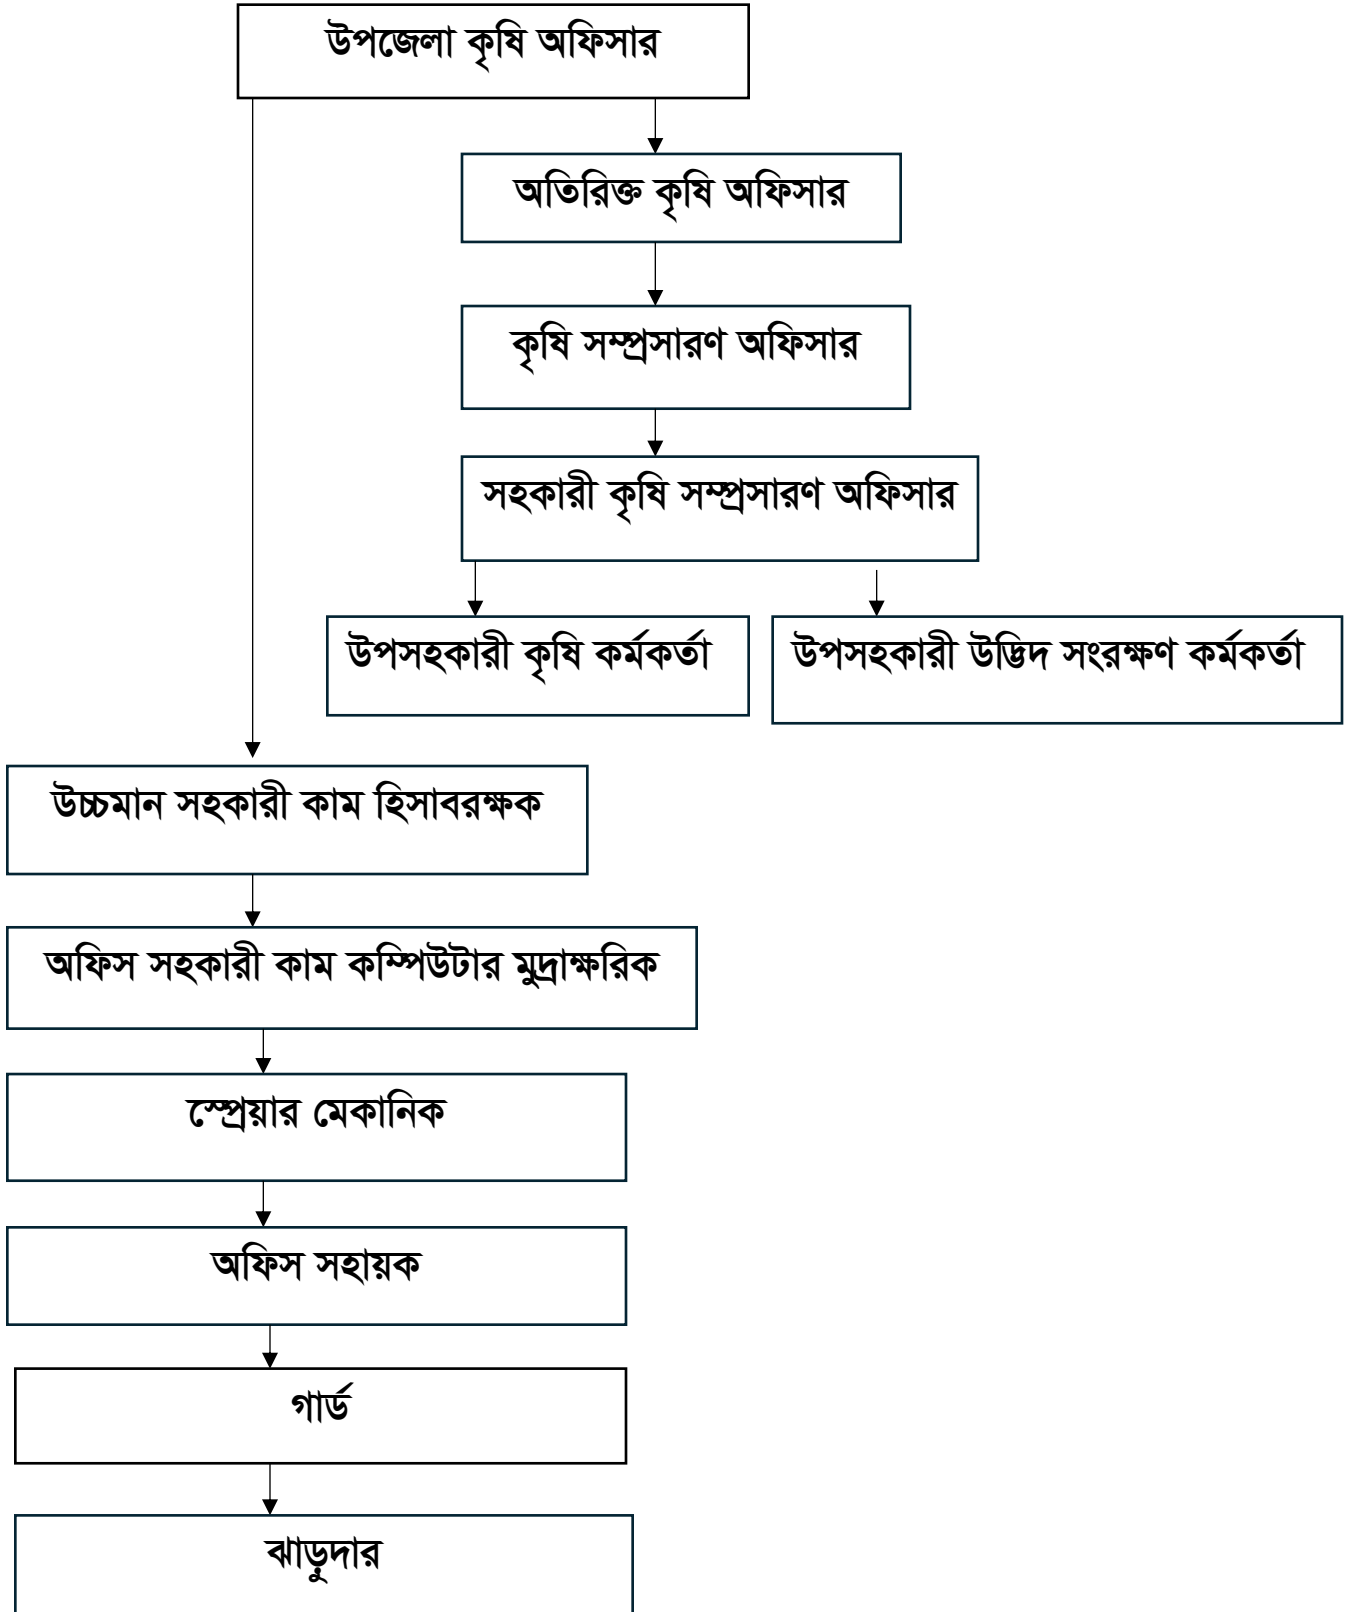 উপজেলা কৃষি অফিসার
অতিরিক্ত কৃষি অফিসার
কৃষি সম্প্রসারণ অফিসার
সহকারী কৃষি সম্প্রসারণ অফিসার
উপসহকারী কৃষি কর্মকর্তা
উপসহকারী উদ্ভিদ সংরক্ষণ কর্মকর্তা
উচ্চমান সহকারী কাম হিসাবরক্ষক
অফিস সহকারী কাম কম্পিউটার মুদ্রাক্ষরিক
স্প্রেয়ার মেকানিক
অফিস সহায়ক
গার্ড
ঝাড়ুদার